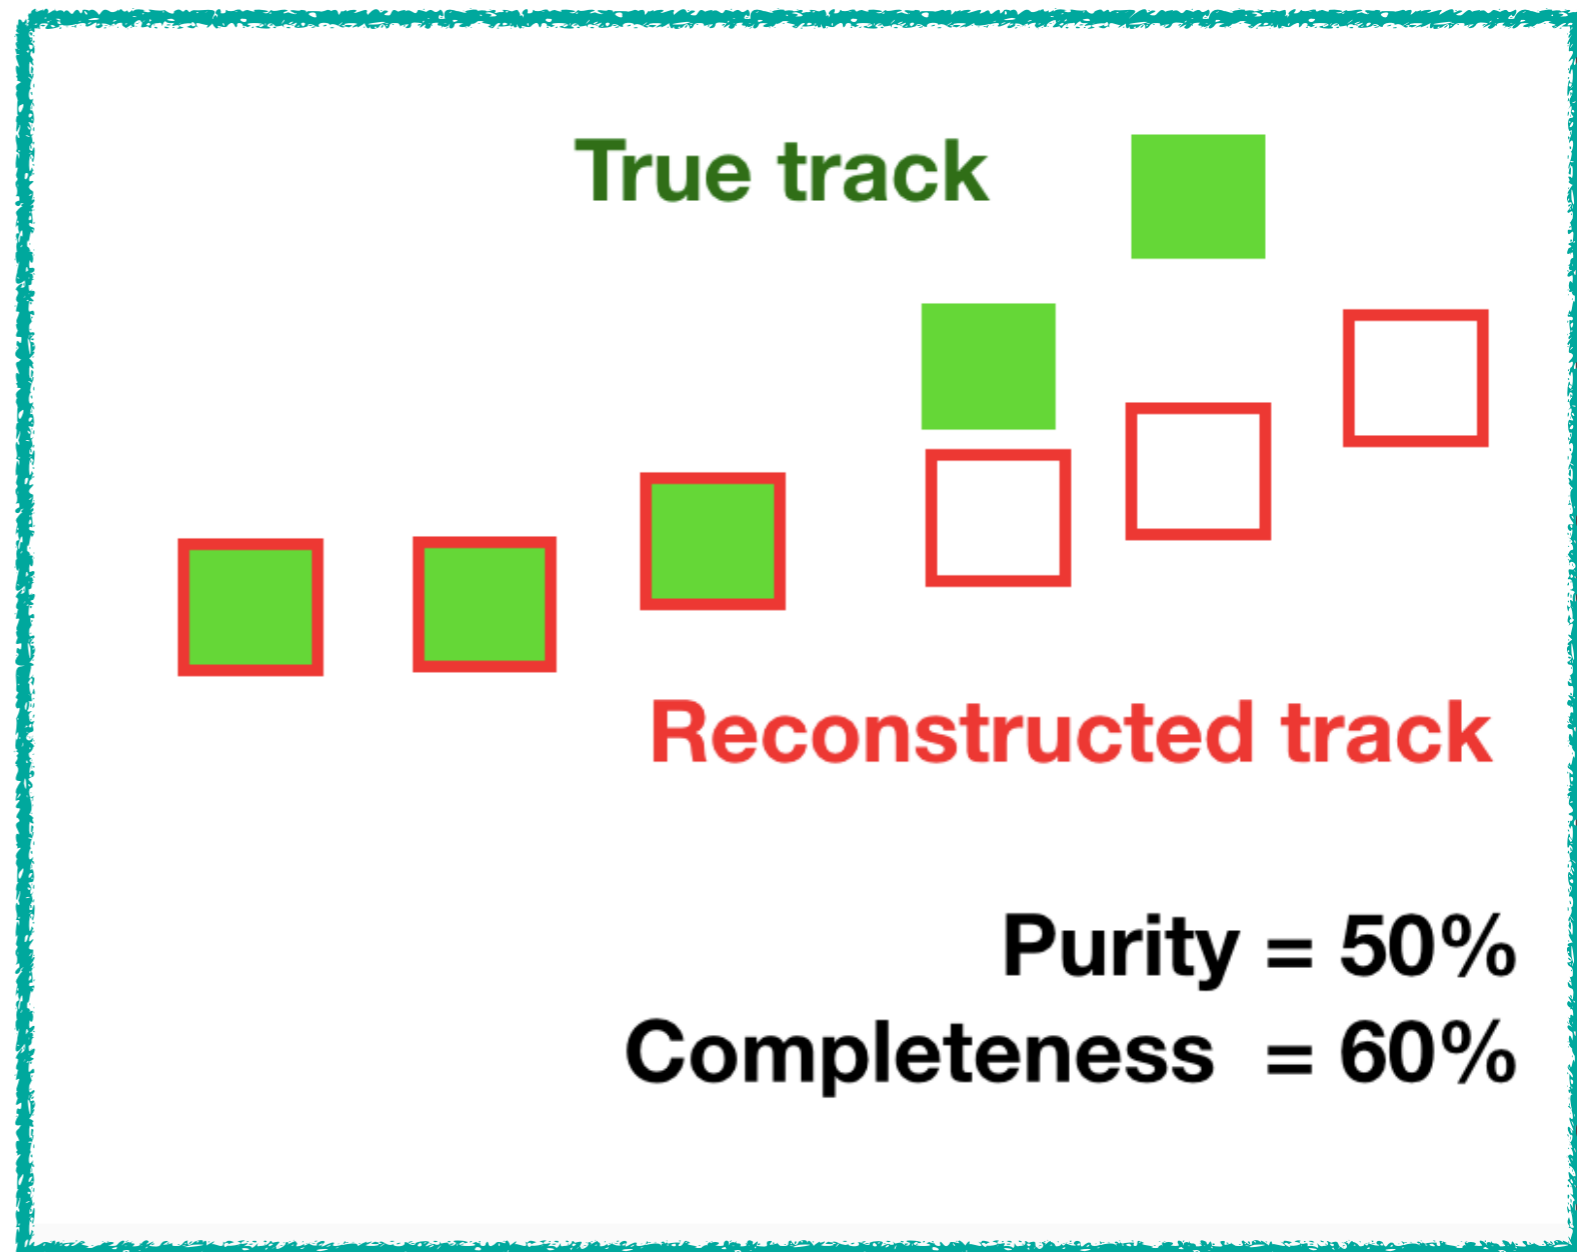 True track
Reconstructed track
Purity = 50%
Completeness = 60%